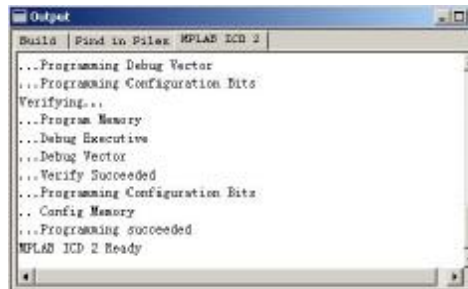 Output
Build Find in Files MPLAB ICD 2
...Programming Debug Vector
...Programming Configuration Bits
Verifying...
...Program Memory
...Debug Executive
...Debug Vector
...Verify Succeeded
...Programming Configuration Bits
.. Config Memory
...Programming succeeded
MPLAB ICD 2 Ready